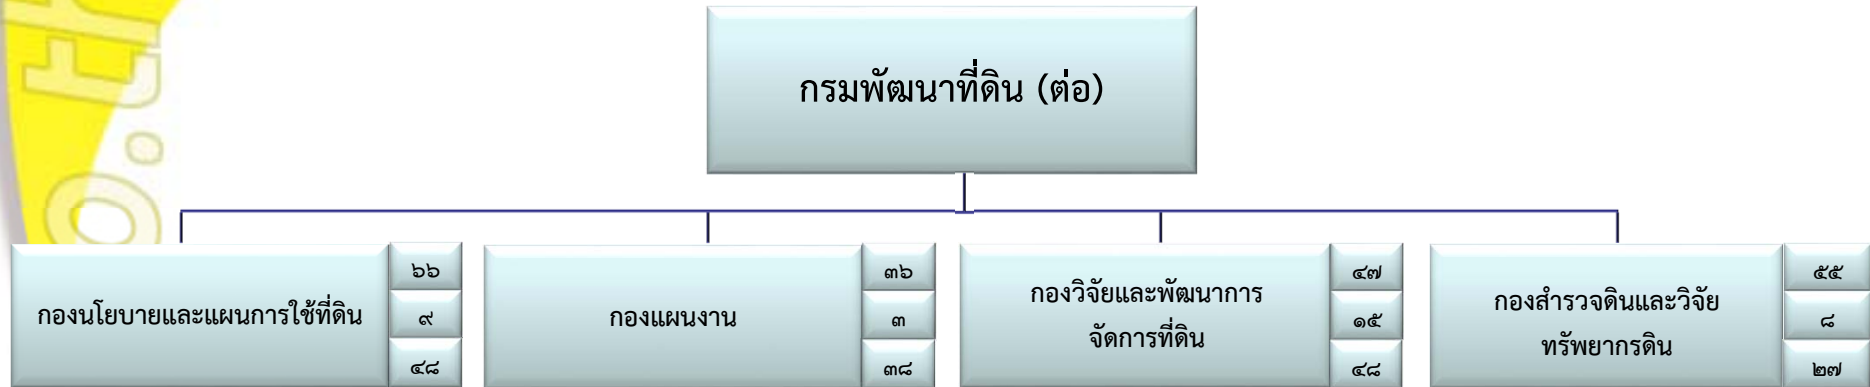 กรมพัฒนาที่ดิน (ต่อ)
กองนโยบายและแผนการใช้ที่ดิน
๖๖
๙
๔๘
กองแผนงาน
๓๖
๓
๓๘
กองวิจัยและพัฒนาการ
จัดการที่ดิน
๔๗
๑๕
๔๘
กองสำรวจดินและวิจัย
ทรัพยากรดิน
๕๕
๘
๒๗